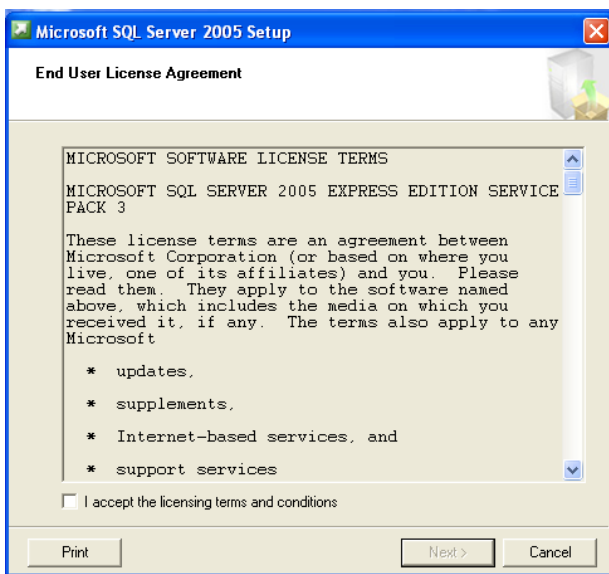 Microsoft SQL Server 2005 Setup
End User License Agreement
MICROSOFT SOFTWARE LICENSE TERMS
MICROSOFT SQL SERVER 2005 EXPRESS EDITION SERVICE
PACK 3
These license terms are an agreement between
Microsoft Corporation (or based on where you
live, one of its affiliates) and you.  Please
read them.  They apply to the software named
above, which includes the media on which you
received it, if any.  The terms also apply to any
Microsoft
* updates,
* supplements,
* Internet-based services, and
* support services
I accept the licensing terms and conditions
Print
Next >
Cancel